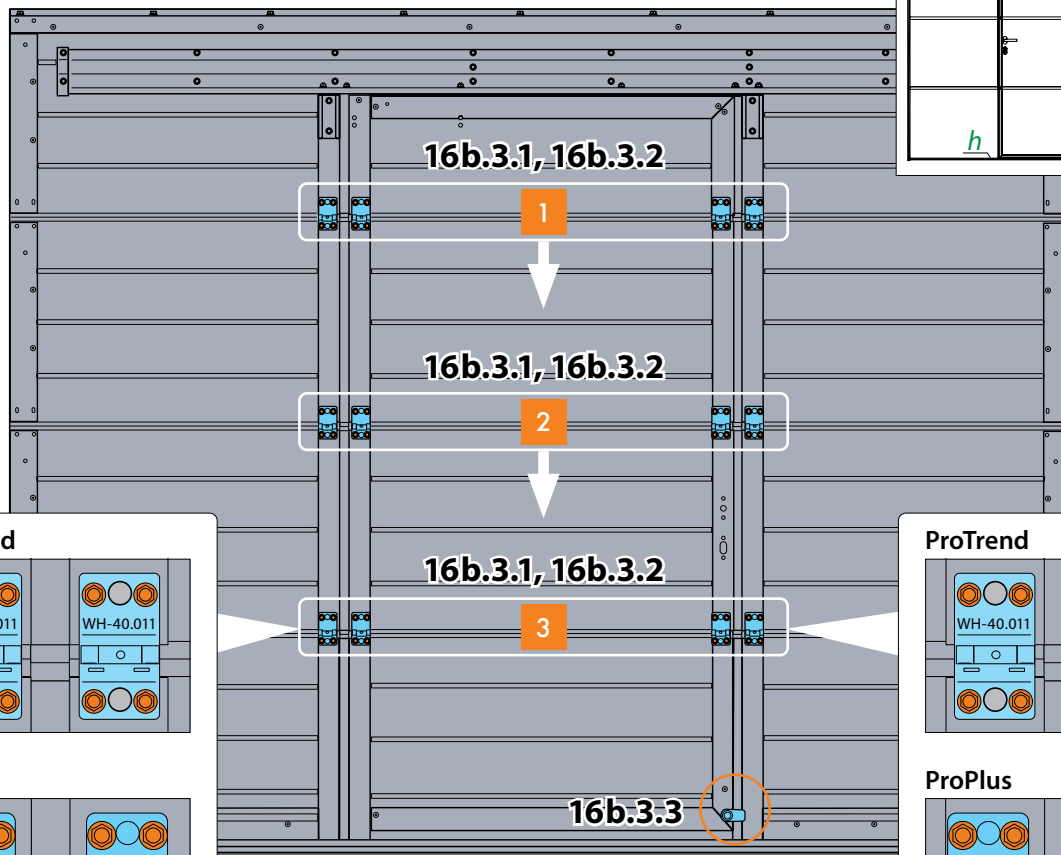 h
16b.3.1, 16b.3.2
1
16b.3.1, 16b.3.2
2
16b.3.1, 16b.3.2
3
d
011
WH-40.011
ProTrend
WH-40.011
ProPlus
16b.3.3